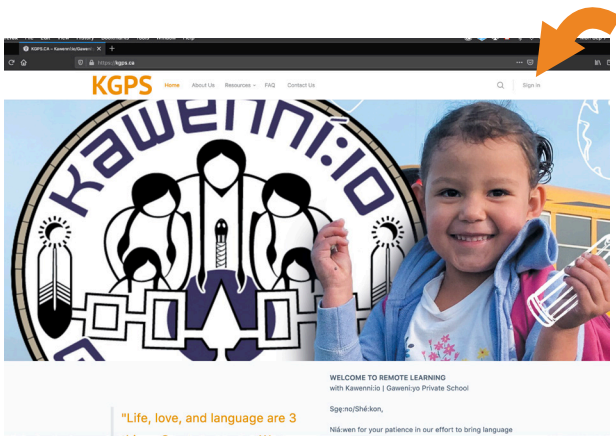 KGPS.CA – Kawenni:io/Gaweni
https://kgps.ca
KGPS
Home About Us Resources FAQ Contact Us
Sign in
Kawenní:io
WELCOME TO REMOTE LEARNING
with Kawenni:io | Gaweni:yo Private School
Sgę:no/Shé:kon,
Niá:wen for your patience in our effort to bring language
"Life, love, and language are 3